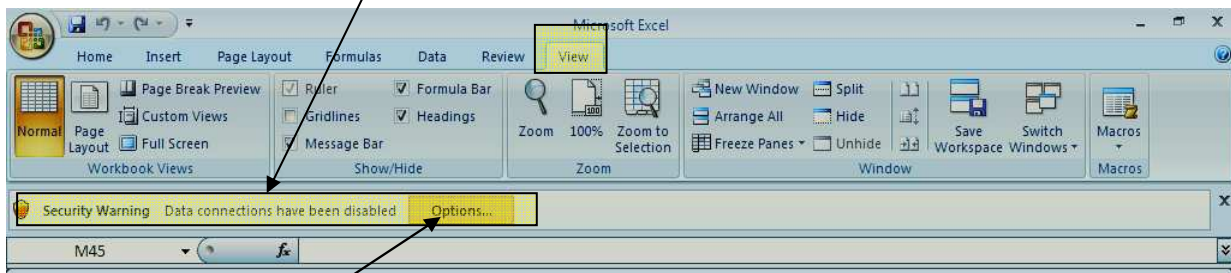 Microsoft Excel
Home Insert Page Layout Formulas Data Review View
Normal
Page Layout
Page Break Preview
Custom Views
Full Screen
Workbook Views
Ruler
Gridlines
Message Bar
Formula Bar
Headings
Show/Hide
Zoom
100%
Zoom to Selection
Zoom
New Window
Arrange All
Freeze Panes
Split
Hide
Unhide
Save Workspace
Switch Windows
Window
Macros
Macros
Security Warning Data connections have been disabled Options...
M45 fx